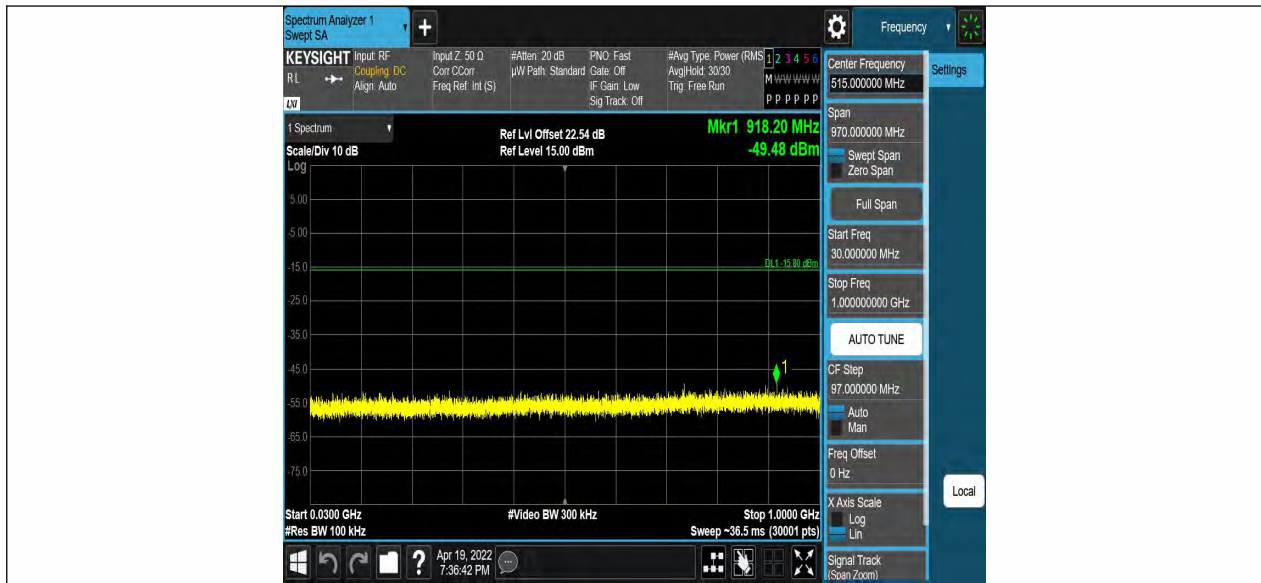 Spectrum Analyzer 1
Swept SA
+
Frequency
KEYSIGHT
RL
LXI
Input: RF
Coupling: DC
Align: Auto
Input Z: 50 Ω
Corr CCorr
Freq Ref: Int (S)
#Atten: 20 dB
µW Path: Standard
PNO: Fast
Gate: Off
IF Gain: Low
Sig Track: Off
#Avg Type: Power (RMS
Avg|Hold: 30/30
Trig: Free Run
1 2 3 4 5 6
M W W W W W
P P P P P P
1 Spectrum
Scale/Div 10 dB
Log
Ref Lvl Offset 22.54 dB
Ref Level 15.00 dBm
Mkr1 918.20 MHz
-49.48 dBm
5.00
-5.00
-15.0
DL1 -15.80 dBm
-25.0
-35.0
-45.0
1
-55.0
-65.0
-75.0
Start 0.0300 GHz
#Res BW 100 kHz
#Video BW 300 kHz
Stop 1.0000 GHz
Sweep ~36.5 ms (30001 pts)
?
Apr 19, 2022
7:36:42 PM
Center Frequency
515.000000 MHz
Span
970.000000 MHz
Swept Span
Zero Span
Full Span
Start Freq
30.000000 MHz
Stop Freq
1.000000000 GHz
AUTO TUNE
CF Step
97.000000 MHz
Auto
Man
Freq Offset
0 Hz
X Axis Scale
Log
Lin
Signal Track
(Span Zoom)
Settings
Local